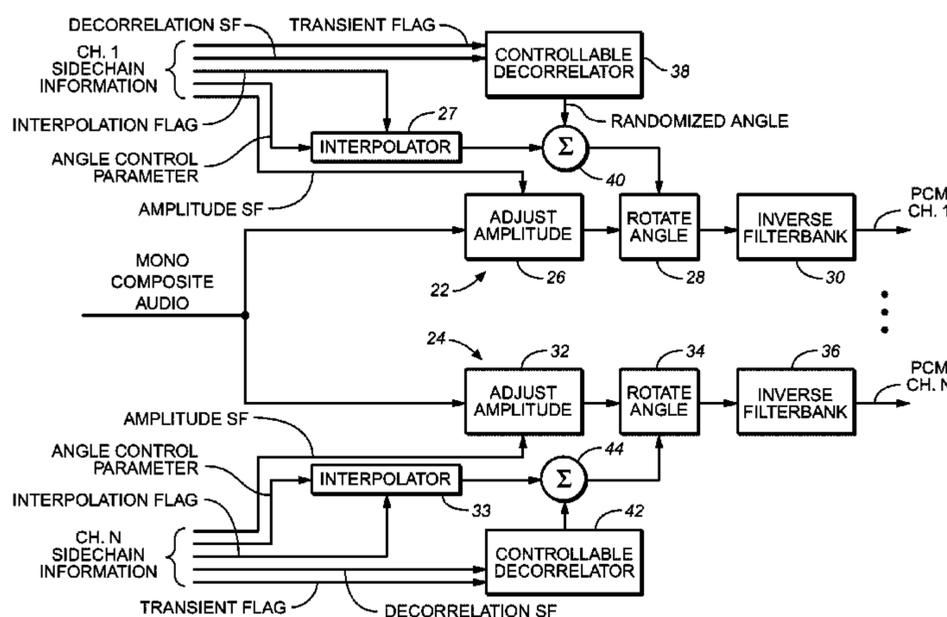 DECORRELATION SF
TRANSIENT FLAG
CH. 1
SIDECHAIN
INFORMATION
CONTROLLABLE
DECORRELATOR
38
INTERPOLATION FLAG
27
RANDOMIZED ANGLE
INTERPOLATOR
Σ
40
ANGLE CONTROL
PARAMETER
AMPLITUDE SF
ADJUST
AMPLITUDE
ROTATE
ANGLE
INVERSE
FILTERBANK
PCM
CH. 1
22
26
28
30
MONO
COMPOSITE
AUDIO
24
32
34
36
ADJUST
AMPLITUDE
ROTATE
ANGLE
INVERSE
FILTERBANK
PCM
CH. N
AMPLITUDE SF
ANGLE CONTROL
PARAMETER
INTERPOLATOR
Σ
44
INTERPOLATION FLAG
33
42
CH. N
SIDECHAIN
INFORMATION
CONTROLLABLE
DECORRELATOR
TRANSIENT FLAG
DECORRELATION SF